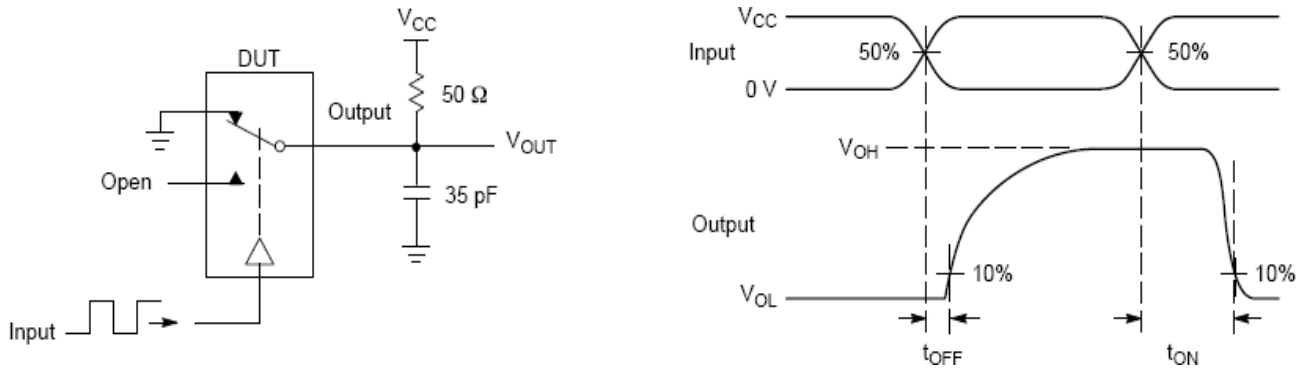 VCC
DUT
50 Ω
Output
VOUT
Open
35 pF
Input
VCC
Input
50%
50%
0 V
VOH
Output
10%
10%
VOL
tOFF
tON